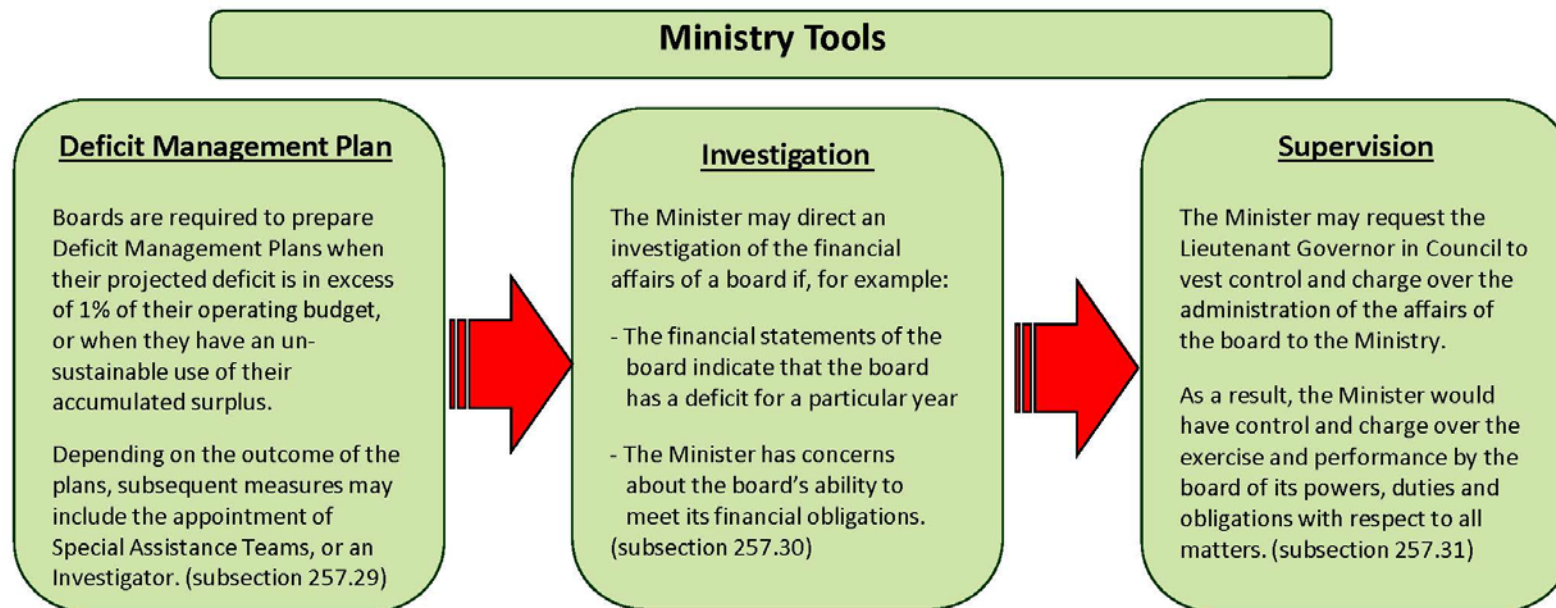 Ministry Tools
Deficit Management Plan
Boards are required to prepare
Deficit Management Plans when
their projected deficit is in excess
of 1% of their operating budget,
or when they have an un-
sustainable use of their
accumulated surplus.
Depending on the outcome of the
plans, subsequent measures may
include the appointment of
Special Assistance Teams, or an
Investigator. (subsection 257.29)
Investigation
The Minister may direct an
investigation of the financial
affairs of a board if, for example:
- The financial statements of the
board indicate that the board
has a deficit for a particular year
- The Minister has concerns
about the board's ability to
meet its financial obligations.
(subsection 257.30)
Supervision
The Minister may request the
Lieutenant Governor in Council to
vest control and charge over the
administration of the affairs of
the board to the Ministry.
As a result, the Minister would
have control and charge over the
exercise and performance by the
board of its powers, duties and
obligations with respect to all
matters. (subsection 257.31)